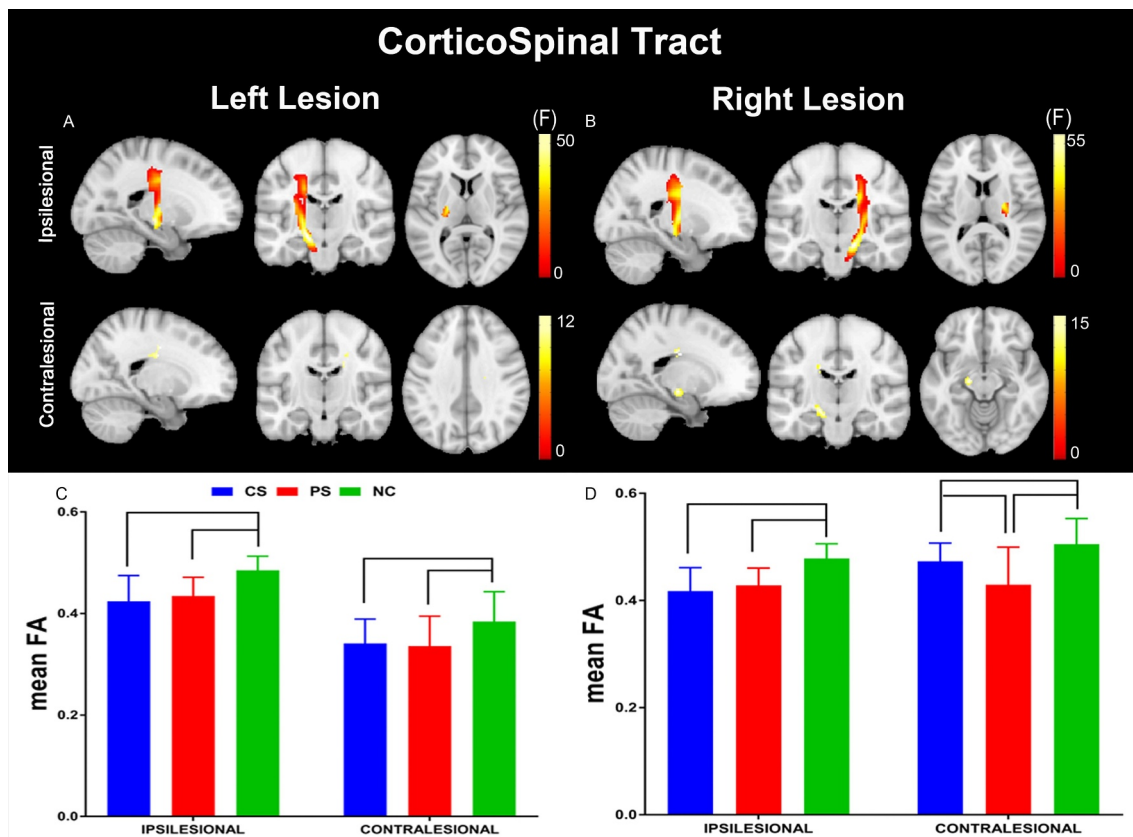 CorticoSpinal Tract
Left Lesion
Right Lesion
A
(F)
B
(F)
Ipsilesional
50
0
55
0
Contralesional
12
0
15
0
C
CS PS NC
D
mean FA
0.6
0.4
0.2
0.0
IPSILESIONAL
CONTRALESIONAL
mean FA
0.6
0.4
0.2
0.0
IPSILESIONAL
CONTRALESIONAL